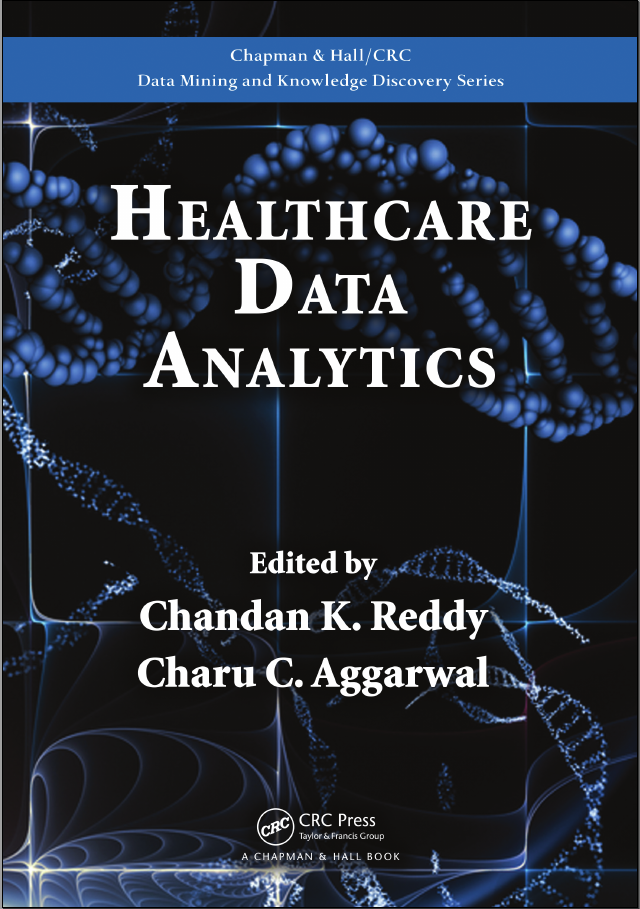 Chapman & Hall/CRC
Data Mining and Knowledge Discovery Series
HEALTHCARE
DATA
ANALYTICS
Edited by
Chandan K. Reddy
Charu C. Aggarwal
CRC
CRC Press
Taylor & Francis Group
A CHAPMAN & HALL BOOK